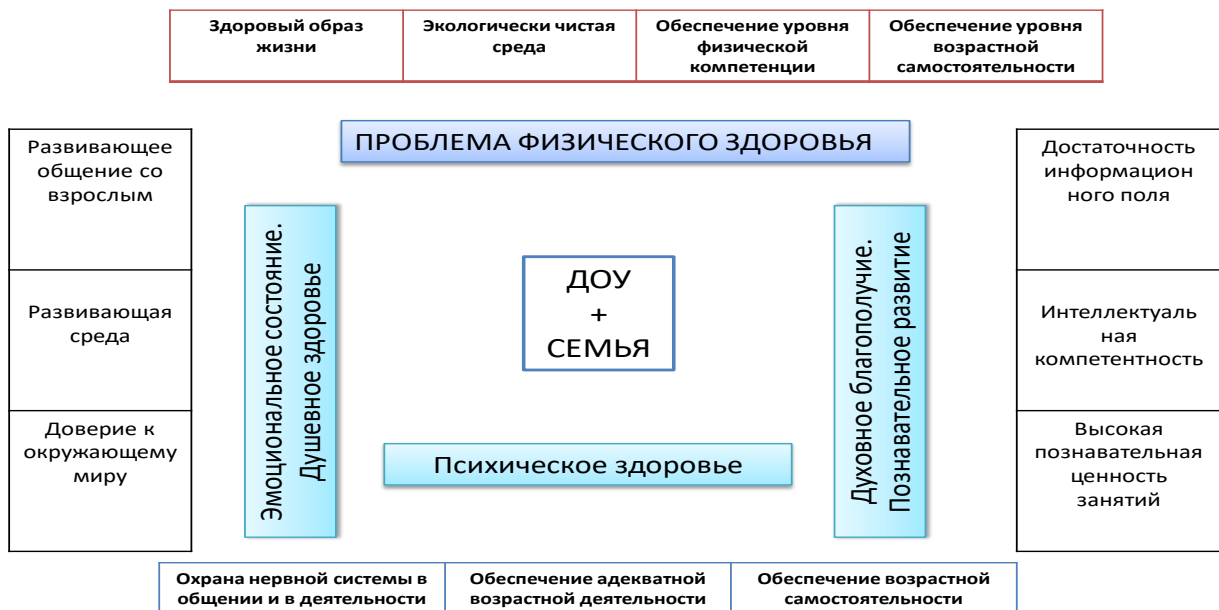 Здоровый образ
жизни
Экологически чистая
среда
Обеспечение уровня
физической
компетенции
Обеспечение уровня
возрастной
самостоятельности
ПРОБЛЕМА ФИЗИЧЕСКОГО ЗДОРОВЬЯ
Развивающее
общение со
взрослым
Развивающая
среда
Доверие к
окружающему
миру
Эмоциональное состояние.
Душевное здоровье
ДОУ
+
СЕМЬЯ
Психическое здоровье
Духовное благополучие.
Познавательное развитие
Достаточность
информацион
ного поля
Интеллектуаль
ная
компетентность
Высокая
познавательная
ценность
занятий
Охрана нервной системы в
общении и в деятельности
Обеспечение адекватной
возрастной деятельности
Обеспечение возрастной
самостоятельности